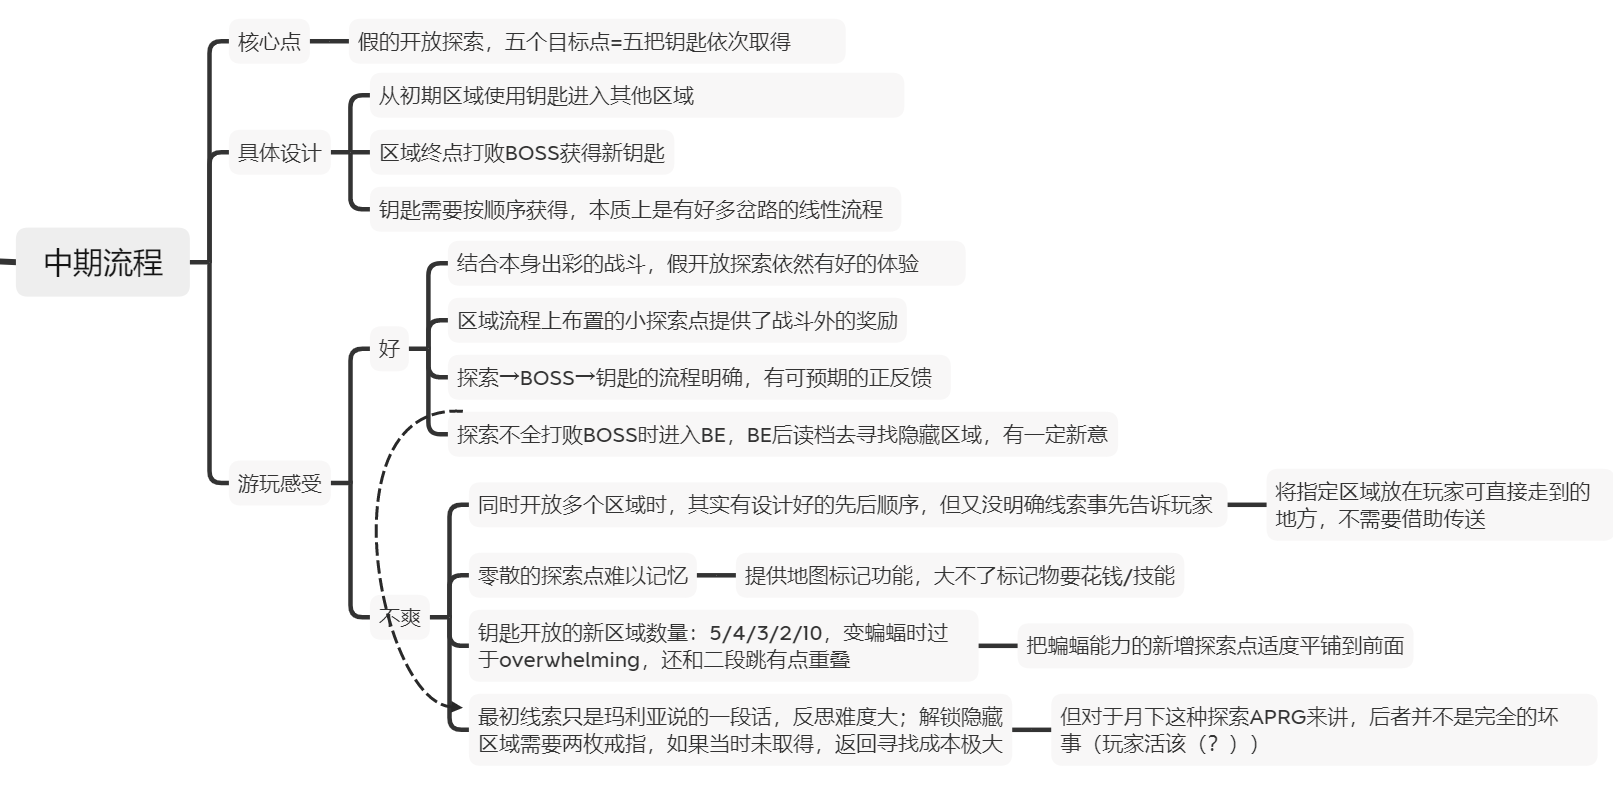 中期流程
核心点
假的开放探索，五个目标点=五把钥匙依次取得
具体设计
从初期区域使用钥匙进入其他区域
区域终点打败BOSS获得新钥匙
钥匙需要按顺序获得，本质上是有好多岔路的线性流程
游玩感受
好
结合本身出彩的战斗，假开放探索依然有好的体验
区域流程上布置的小探索点提供了战斗外的奖励
探索→BOSS→钥匙的流程明确，有可预期的正反馈
探索不全打败BOSS时进入BE，BE后读档去寻找隐藏区域，有一定新意
不爽
同时开放多个区域时，其实有设计好的先后顺序，但又没明确线索事先告诉玩家
将指定区域放在玩家可直接走到的
地方，不需要借助传送
零散的探索点难以记忆
提供地图标记功能，大不了标记物要花钱/技能
钥匙开放的新区域数量：5/4/3/2/10，变蝙蝠时过
于overwhelming，还和二段跳有点重叠
把蝙蝠能力的新增探索点适度平铺到前面
最初线索只是玛利亚说的一段话，反思难度大；解锁隐藏
区域需要两枚戒指，如果当时未取得，返回寻找成本极大
但对于月下这种探索APRG来讲，后者并不是完全的坏
事（玩家活该（？））